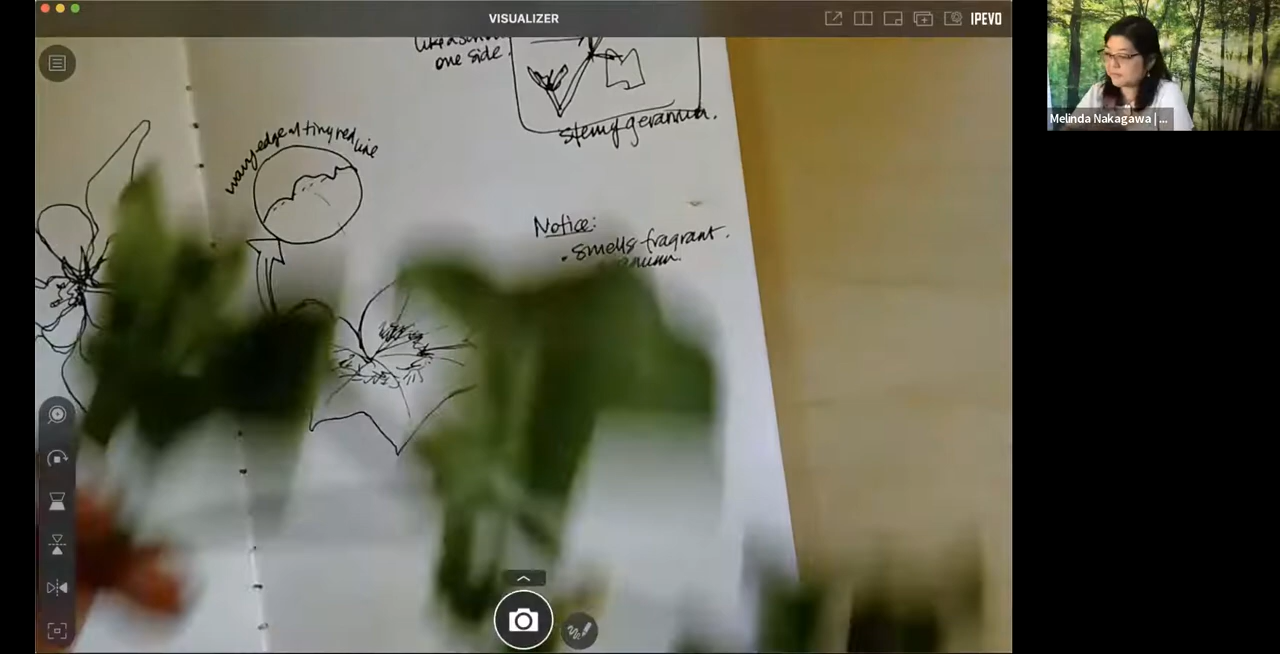 VISUALIZER
IPEVO
Melinda Nakagawa | ...
one side.
stemy geranium.
wavy edge w/ tiny red line
Notice:
• smells fragrant.